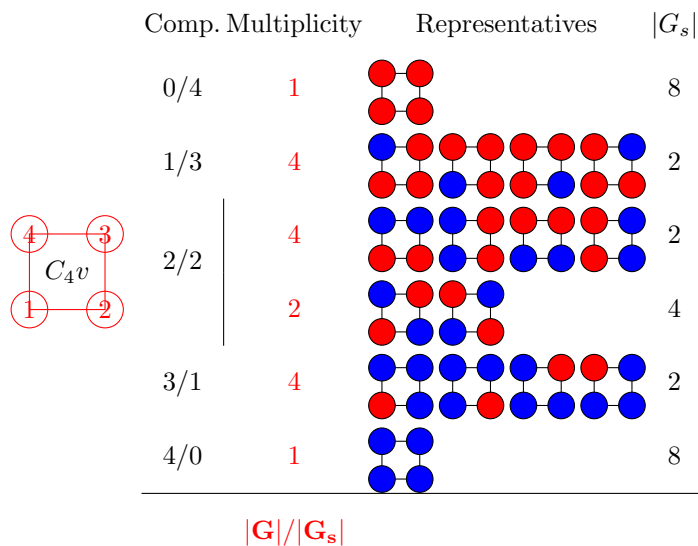 Comp. Multiplicity Representatives |G_s|
0/4 1 8
1/3 4 2
4 2
4 3
C_4v
2/2
1 2
2 4
3/1 4 2
4/0 1 8
|G|/|G_s|